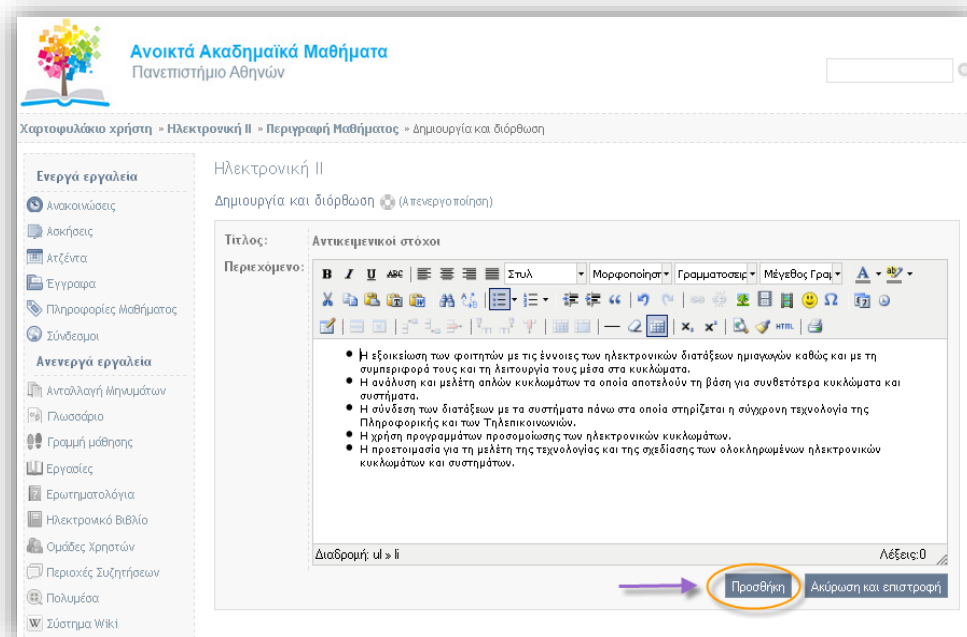 Ανοικτά Ακαδημαϊκά Μαθήματα
Πανεπιστήμιο Αθηνών
Χαρτοφυλάκιο χρήστη » Ηλεκτρονική ΙΙ » Περιγραφή Μαθήματος » Δημιουργία και διόρθωση
Ενεργά εργαλεία
Ανακοινώσεις
Ασκήσεις
Ατζέντα
Έγγραφα
Πληροφορίες Μαθήματος
Σύνδεσμοι
Ανενεργά εργαλεία
Ανταλλαγή Μηνυμάτων
Γλωσσάριο
Γραμμή μάθησης
Εργασίες
Ερωτηματολόγια
Ηλεκτρονικό Βιβλίο
Ομάδες Χρηστών
Περιοχές Συζητήσεων
Πολυμέσα
Σύστημα Wiki
Ηλεκτρονική ΙΙ
Δημιουργία και διόρθωση (Απενεργοποίηση)
Τίτλος: Αντικειμενικοί στόχοι
Περιεχόμενο:
B I U ABC Στυλ Μορφοποίησ Γραμματοσειρ Μέγεθος Γραμ A ab
HTML
• Η εξοικείωση των φοιτητών με τις έννοιες των ηλεκτρονικών διατάξεων ημιαγωγών καθώς και με τη
συμπεριφορά τους και τη λειτουργία τους μέσα στα κυκλώματα.
• Η ανάλυση και μελέτη απλών κυκλωμάτων τα οποία αποτελούν τη βάση για συνθετότερα κυκλώματα και
συστήματα.
• Η σύνδεση των διατάξεων με τα συστήματα πάνω στα οποία στηρίζεται η σύγχρονη τεχνολογία της
Πληροφορικής και των Τηλεπικοινωνιών.
• Η χρήση προγραμμάτων προσομοίωσης των ηλεκτρονικών κυκλωμάτων.
• Η προετοιμασία για τη μελέτη της τεχνολογίας και της σχεδίασης των ολοκληρωμένων ηλεκτρονικών
κυκλωμάτων και συστημάτων.
Διαδρομή: ul » li Λέξεις:0
Προσθήκη Ακύρωση και επιστροφή